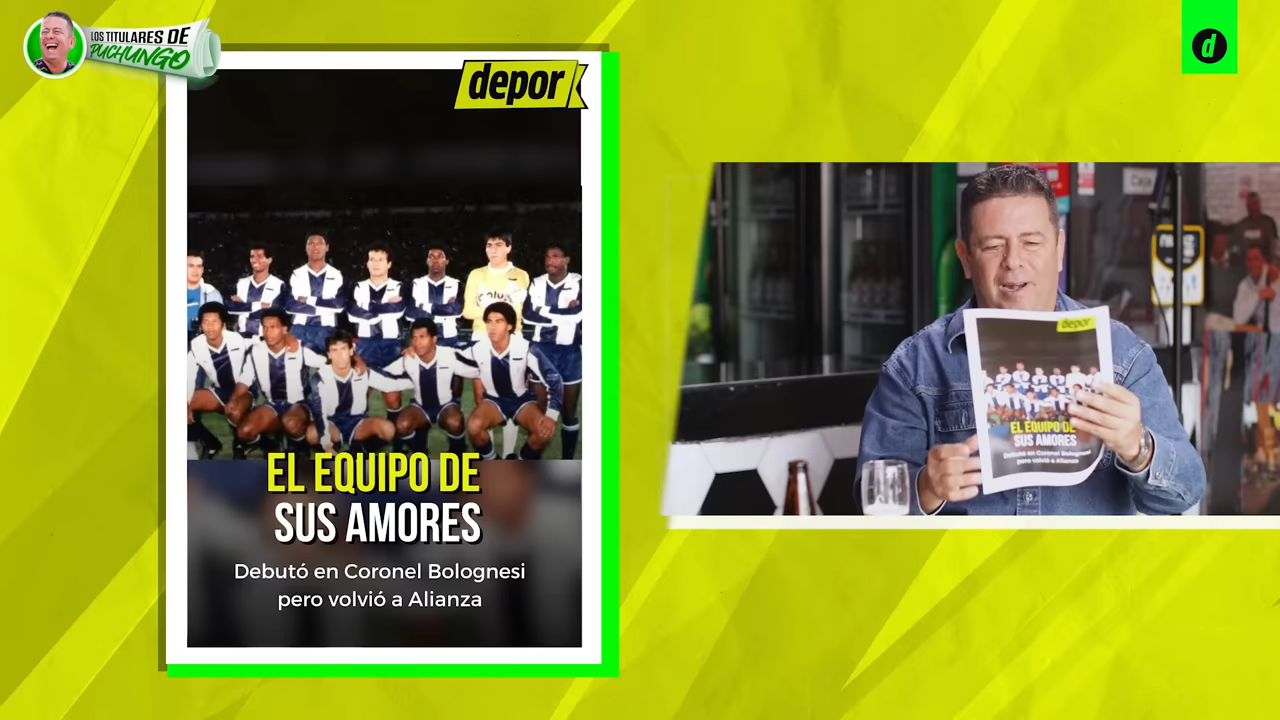 LOS TITULARES DE
PUCHUNGO
depor
EL EQUIPO DE
SUS AMORES
Debutó en Coronel Bolognesi
pero volvió a Alianza
d
depor
EL EQUIPO DE
SUS AMORES
Debutó en Coronel Bolognesi
pero volvió a Alianza